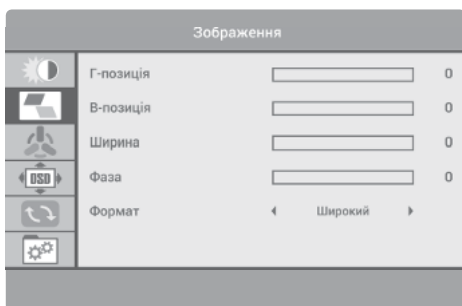 Зображення
Г-позиція 0
В-позиція 0
Ширина 0
Фаза 0
OSD
Формат Широкий